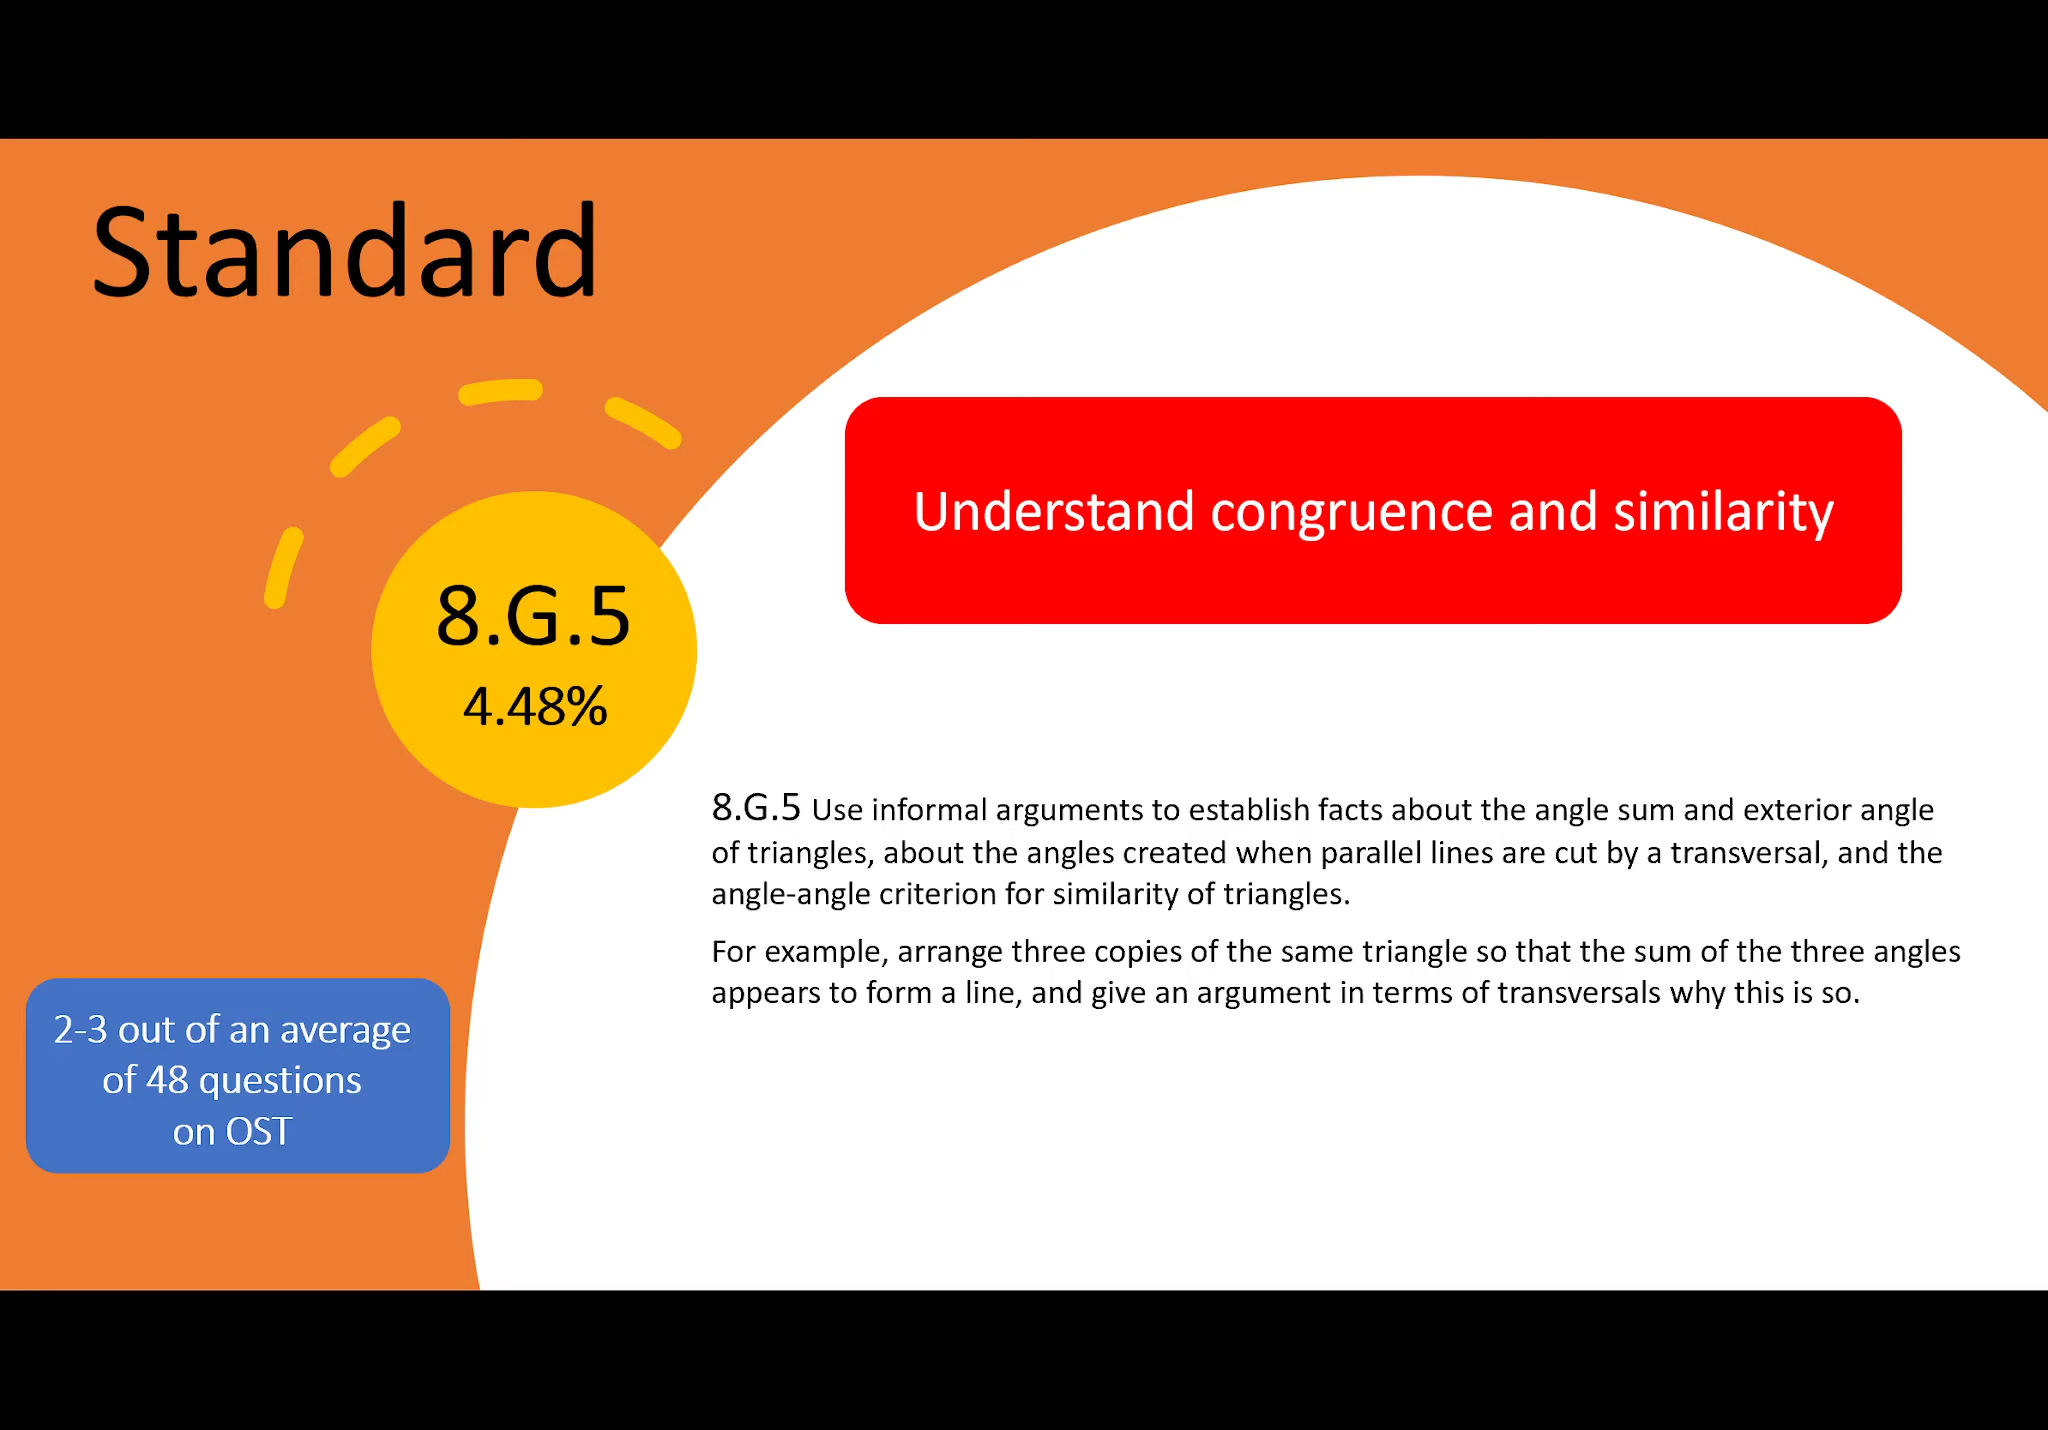 Standard
8.G.5
4.48%
2-3 out of an average
of 48 questions
on OST
Understand congruence and similarity
8.G.5 Use informal arguments to establish facts about the angle sum and exterior angle
of triangles, about the angles created when parallel lines are cut by a transversal, and the
angle-angle criterion for similarity of triangles.
For example, arrange three copies of the same triangle so that the sum of the three angles
appears to form a line, and give an argument in terms of transversals why this is so.